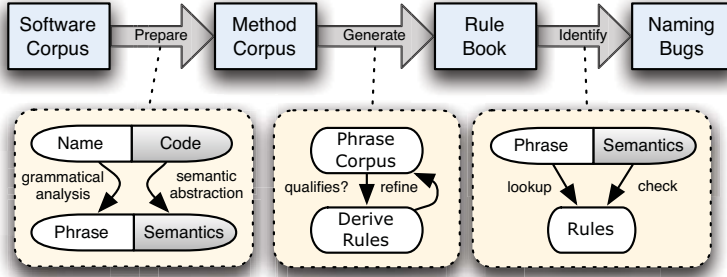 Software
Corpus
Prepare
Method
Corpus
Generate
Rule
Book
Identify
Naming
Bugs
Name
Code
grammatical
analysis
semantic
abstraction
Phrase
Semantics
Phrase
Corpus
qualifies?
refine
Derive
Rules
Phrase
Semantics
lookup
check
Rules